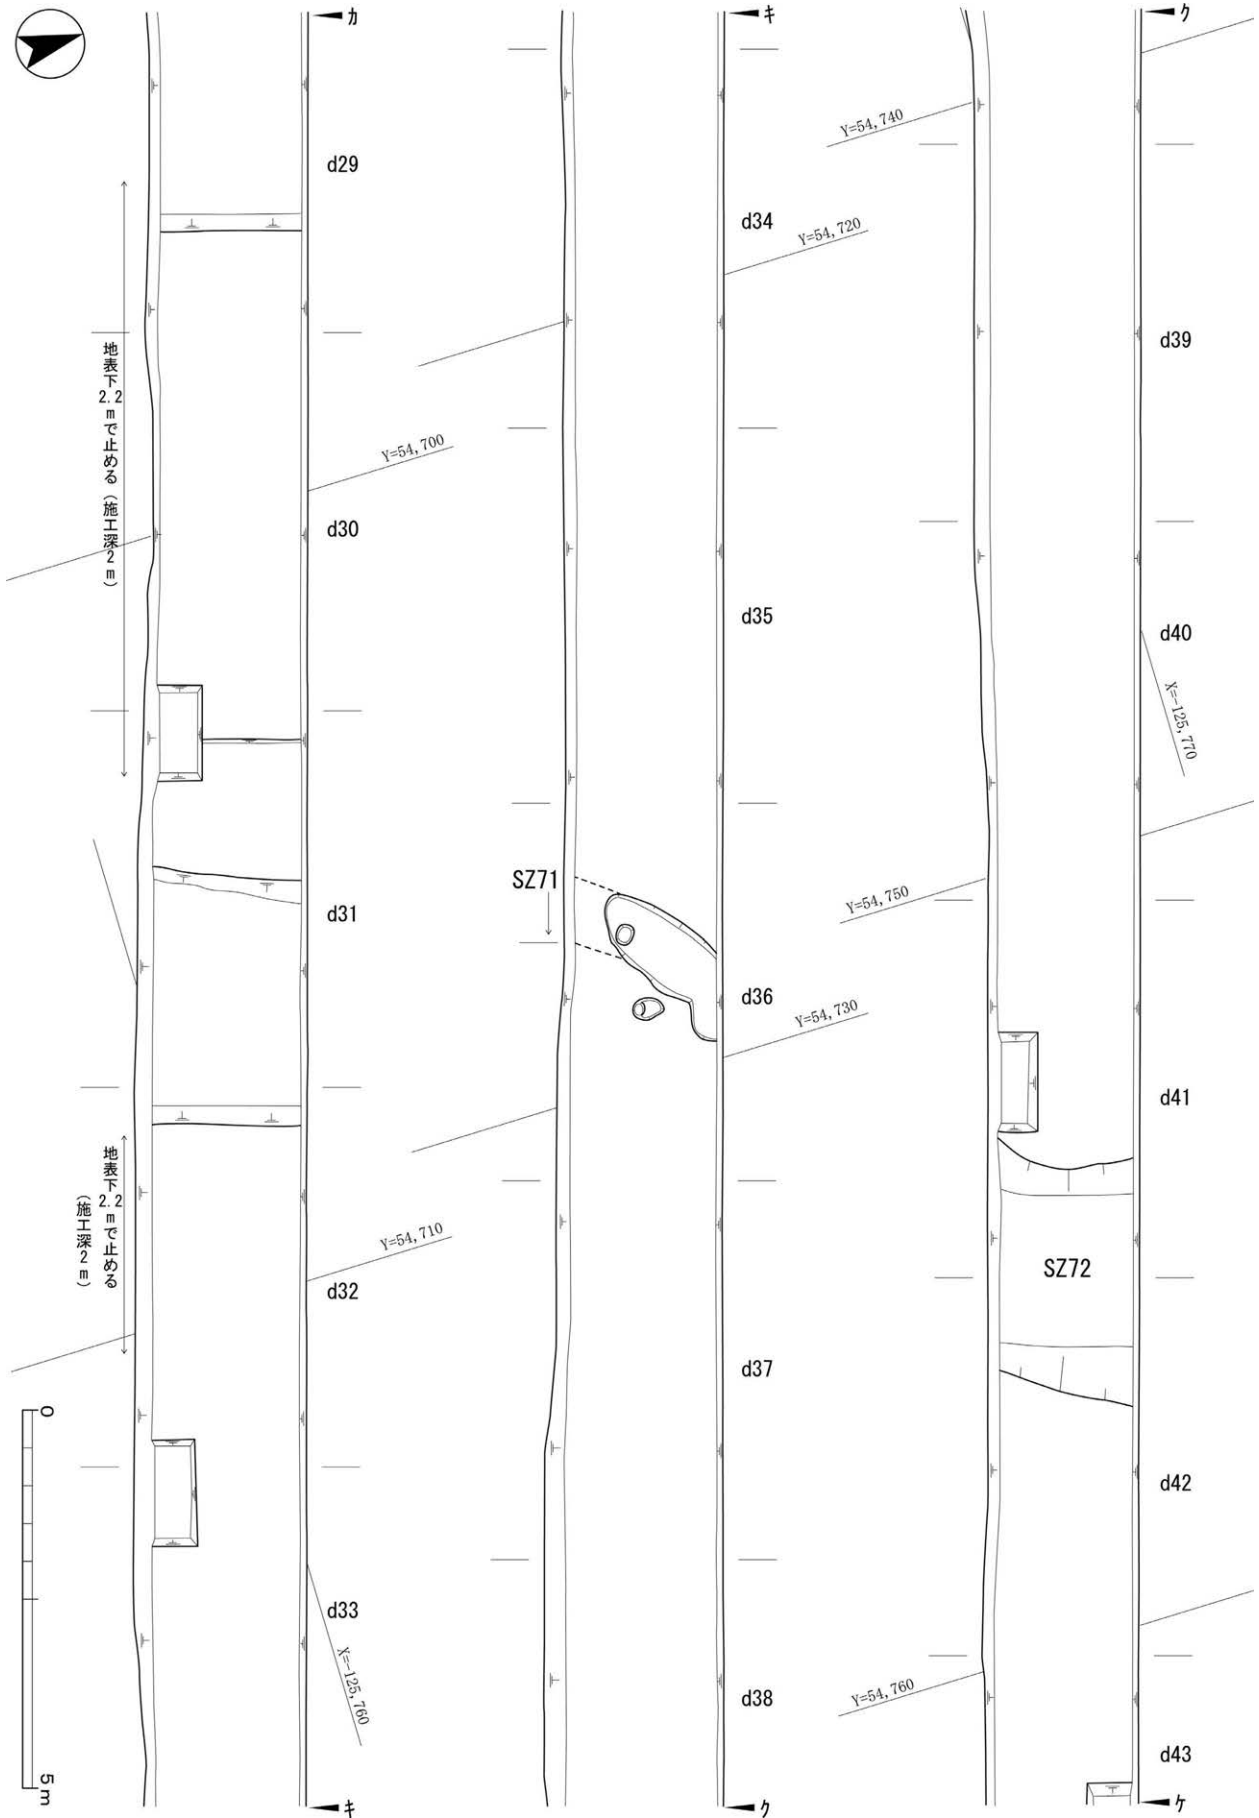 カ
d29
地表下2.2mで止める（施工深2m）
Y=54,700
d30
d31
地表下2.2mで止める
（施工深2m）
Y=54,710
d32
d33
X=-125,760
0
5m
キ
キ
d34
Y=54,720
d35
SZ71
d36
Y=54,730
d37
d38
ク
ク
Y=54,740
d39
d40
X=-125,770
Y=54,750
d41
SZ72
d42
Y=54,760
d43
ケ